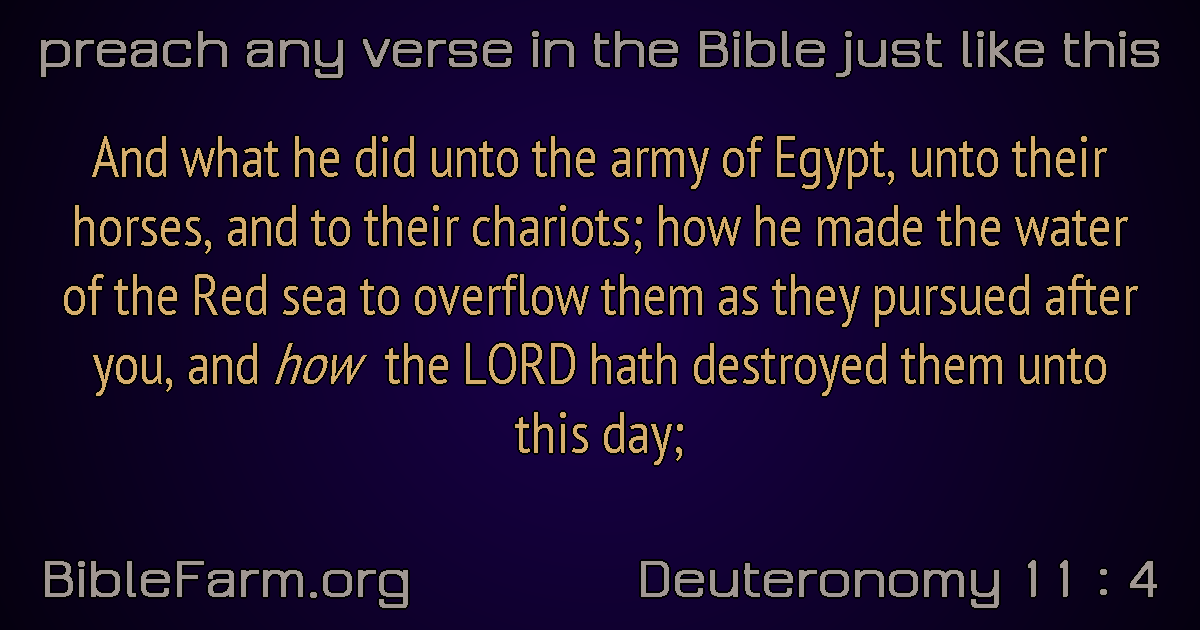 preach any verse in the Bible just like this
And what he did unto the army of Egypt, unto their
horses, and to their chariots; how he made the water
of the Red sea to overflow them as they pursued after
you, and how the LORD hath destroyed them unto
this day;
BibleFarm.org
Deuteronomy 11 : 4